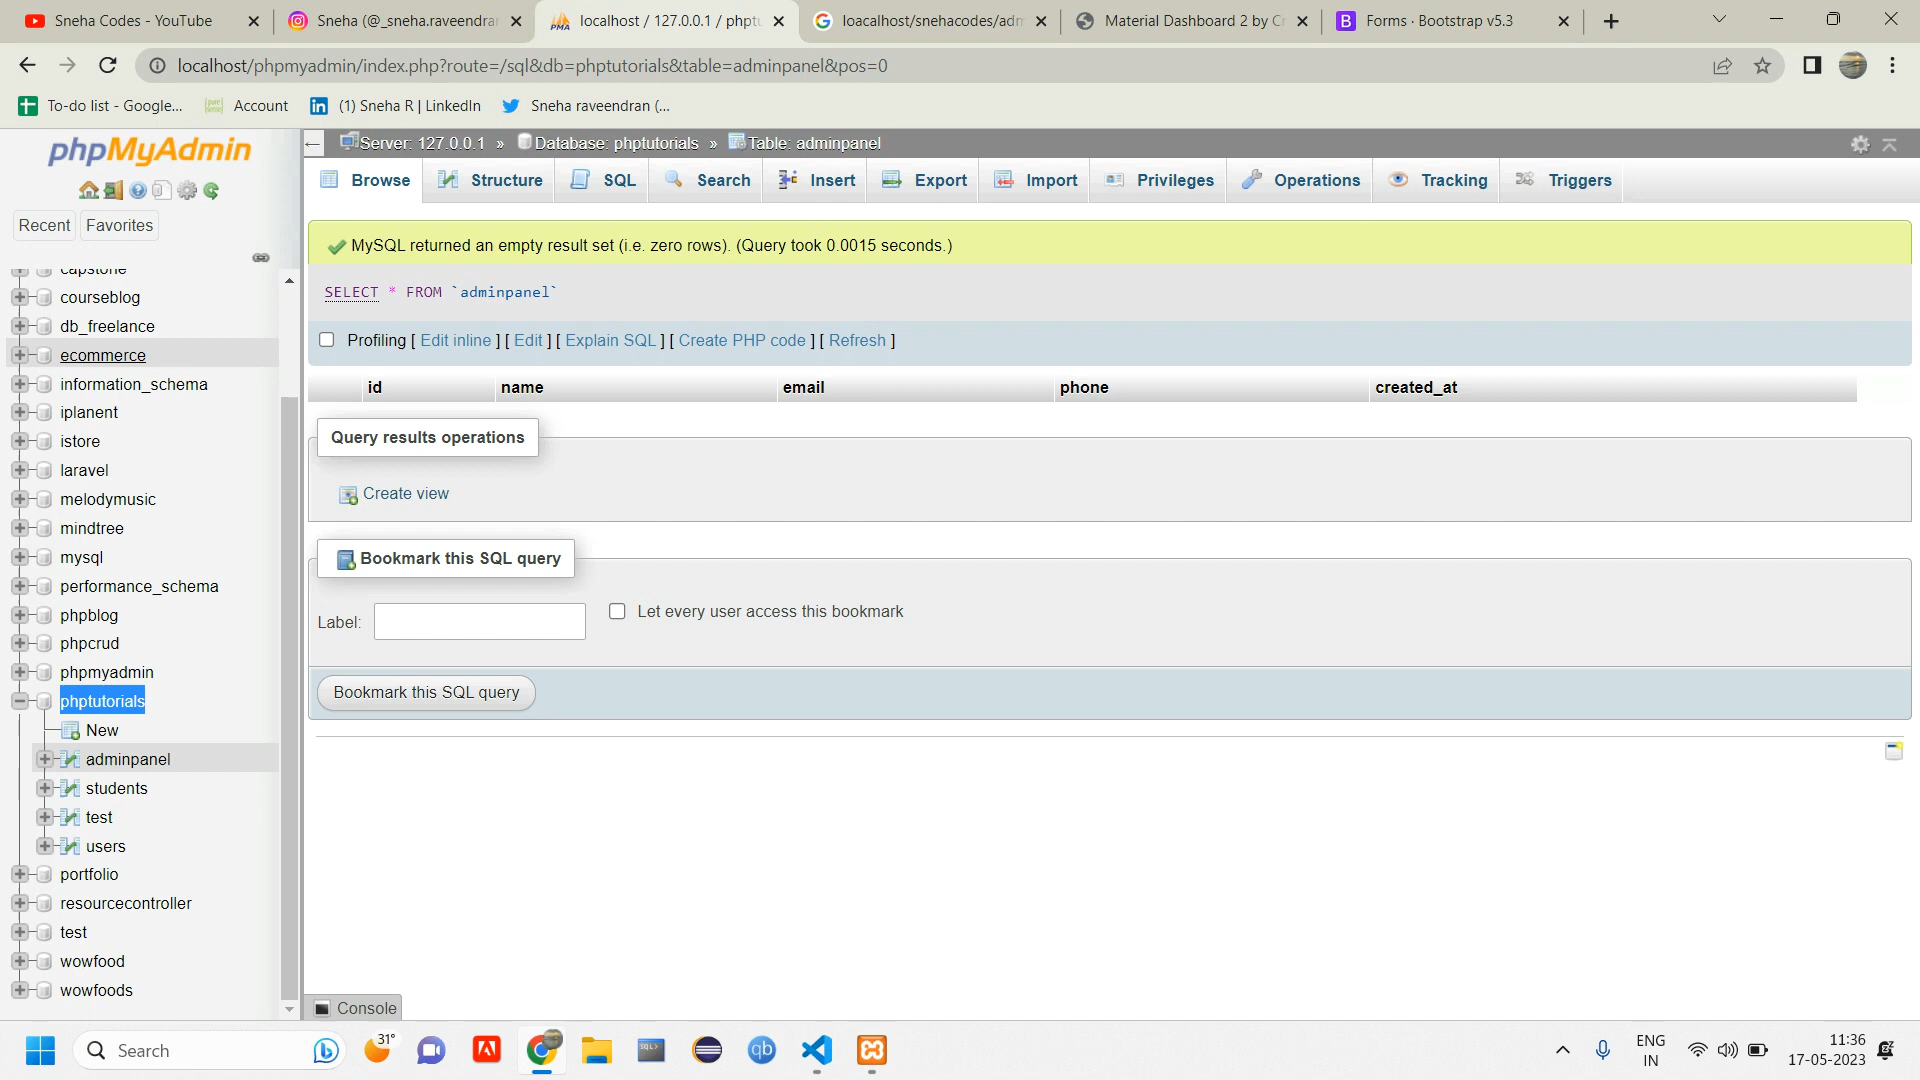 Sneha Codes - YouTube
Sneha (@_sneha.raveendrar
localhost / 127.0.0.1 / phptu
loacalhost/snehacodes/adm
Material Dashboard 2 by Cr
Forms · Bootstrap v5.3
localhost/phpmyadmin/index.php?route=/sql&db=phptutorials&table=adminpanel&pos=0
To-do list - Google...
Account
(1) Sneha R | LinkedIn
Sneha raveendran (...
phpMyAdmin
Recent
Favorites
capstone
courseblog
db_freelance
ecommerce
information_schema
iplanent
istore
laravel
melodymusic
mindtree
mysql
performance_schema
phpblog
phpcrud
phpmyadmin
phptutorials
New
adminpanel
students
test
users
portfolio
resourcecontroller
test
wowfood
wowfoods
Server: 127.0.0.1 » Database: phptutorials » Table: adminpanel
Browse
Structure
SQL
Search
Insert
Export
Import
Privileges
Operations
Tracking
Triggers
MySQL returned an empty result set (i.e. zero rows). (Query took 0.0015 seconds.)
SELECT * FROM `adminpanel`
Profiling [ Edit inline ] [ Edit ] [ Explain SQL ] [ Create PHP code ] [ Refresh ]
id name email phone created_at
Query results operations
Create view
Bookmark this SQL query
Label:
Let every user access this bookmark
Bookmark this SQL query
Console
Search
31°
ENG
IN
11:36
17-05-2023